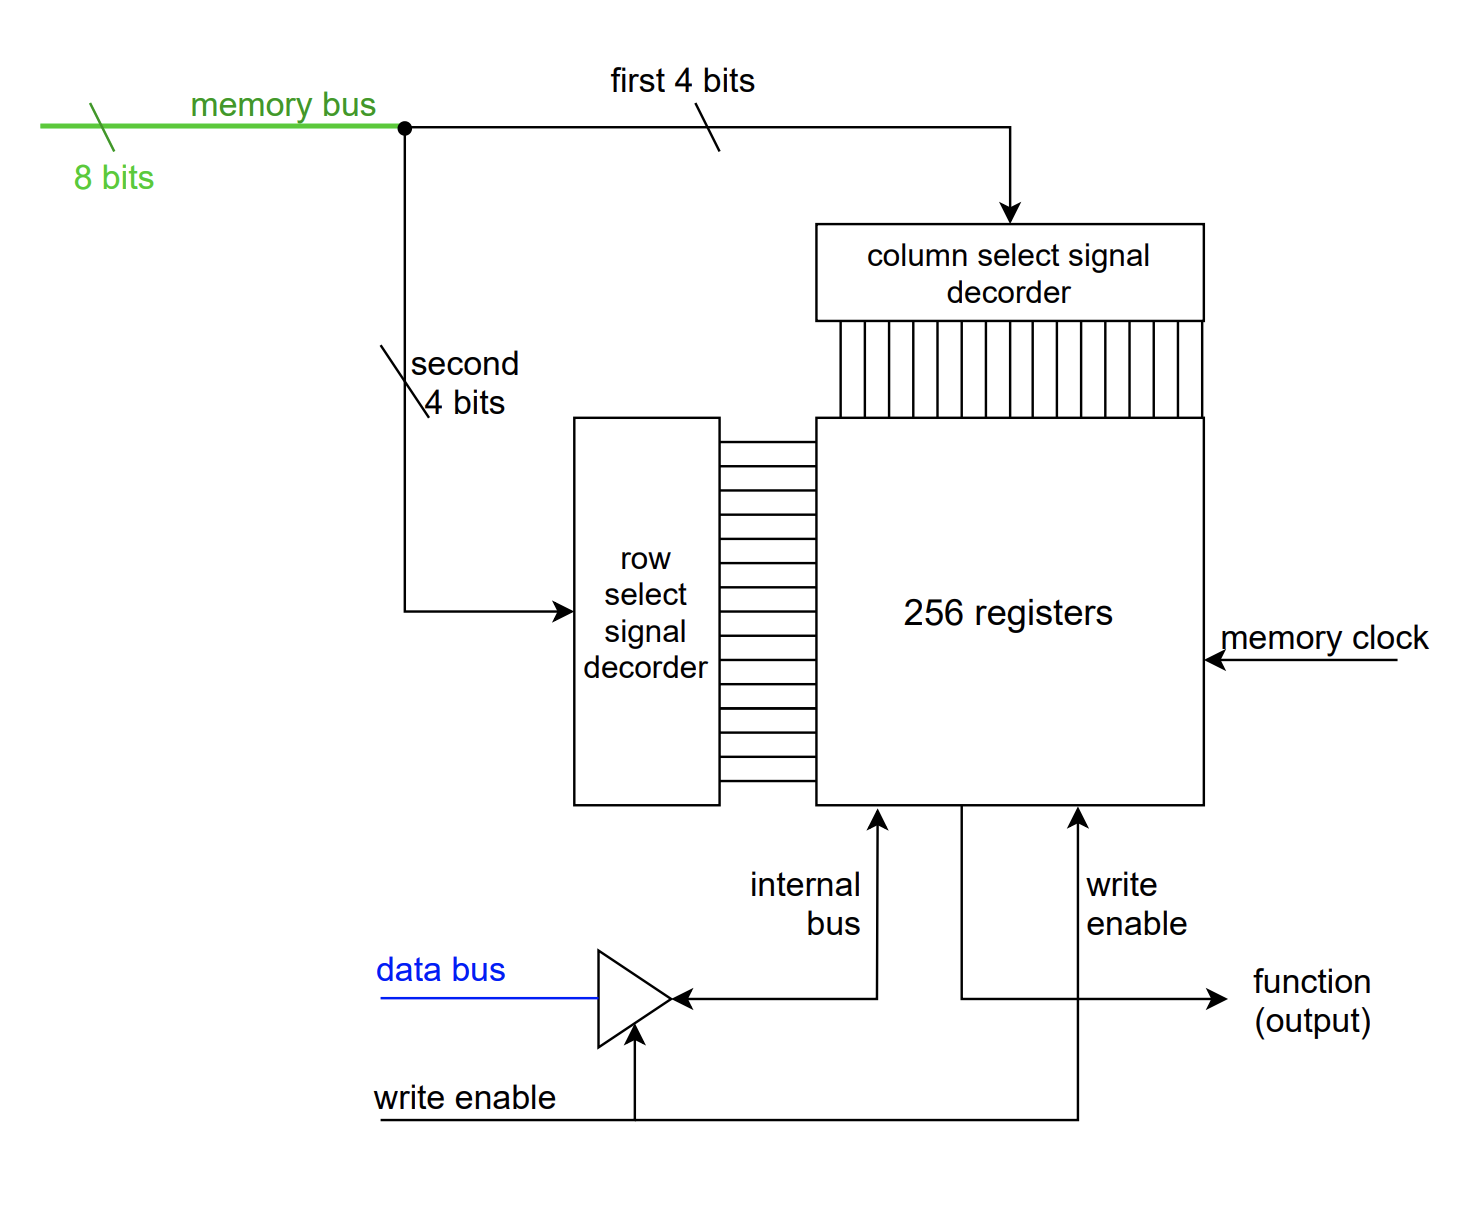 first 4 bits
memory bus
8 bits
column select signal
decorder
second
4 bits
row
select
signal
decorder
256 registers
memory clock
internal
bus
write
enable
data bus
function
(output)
write enable